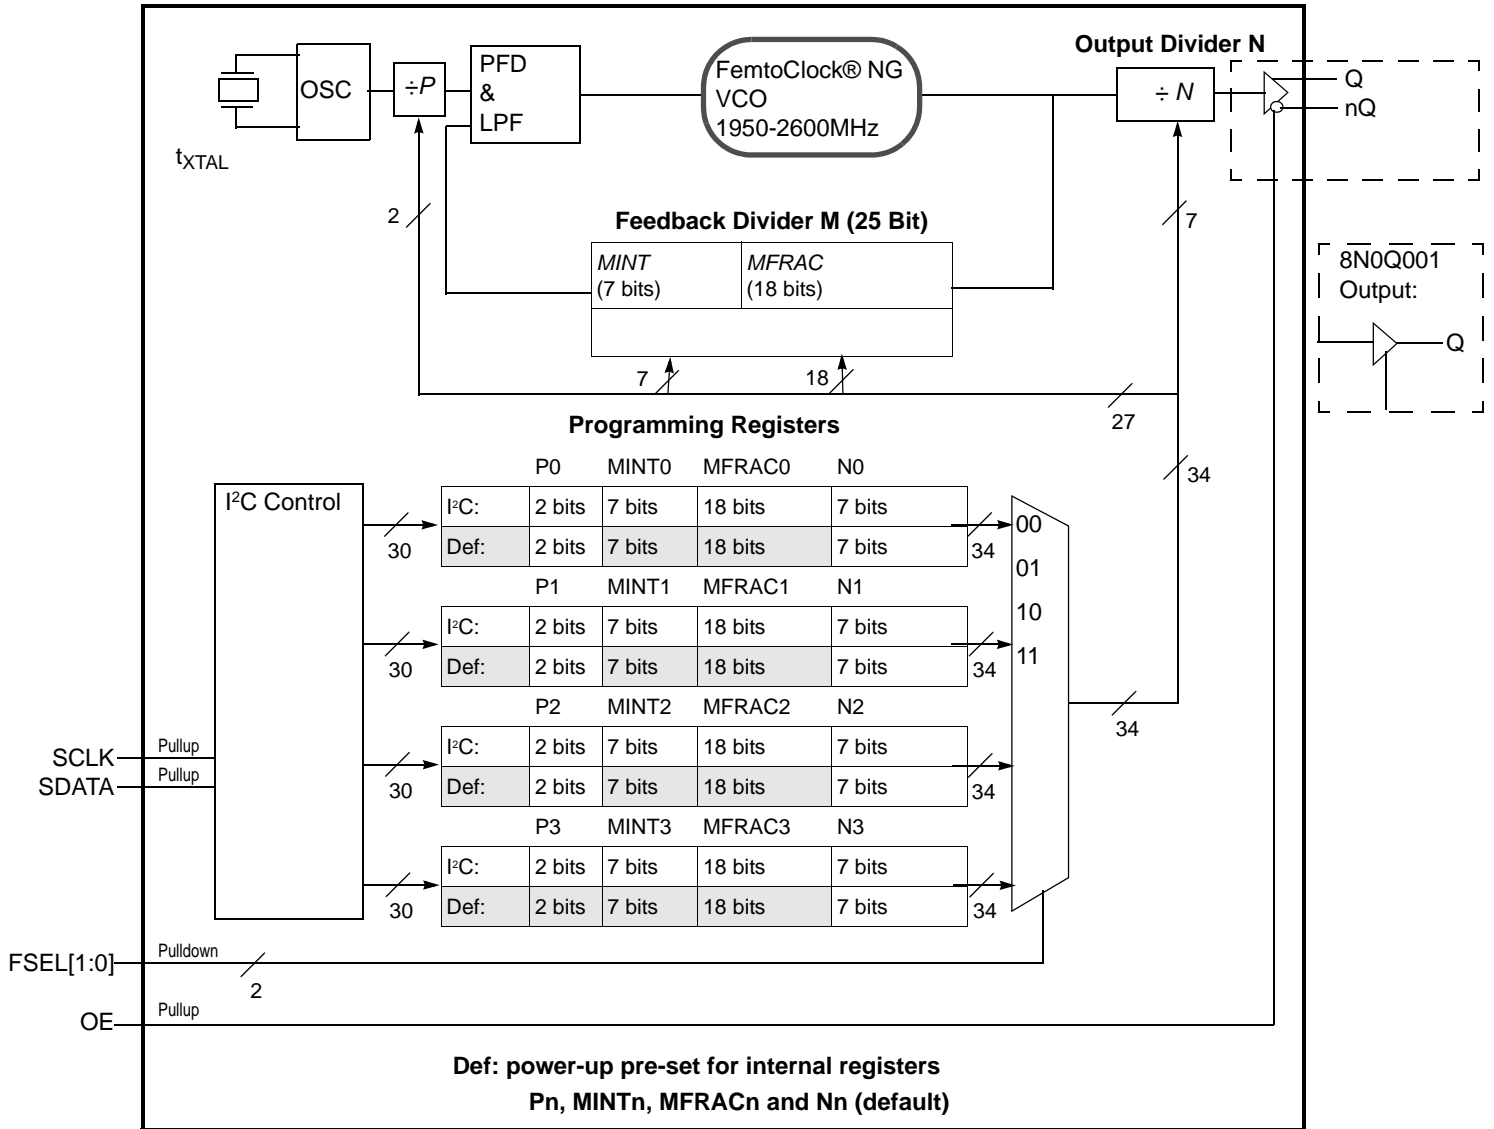 Output Divider N
OSC
÷P
PFD
&
LPF
FemtoClock® NG
VCO
1950-2600MHz
÷ N
Q
nQ
tXTAL
2
7
Feedback Divider M (25 Bit)
MINT
(7 bits)
MFRAC
(18 bits)
8N0Q001
Output:
Q
7
18
27
Programming Registers
34
P0 MINT0 MFRAC0 N0
I²C Control
I²C: 2 bits 7 bits 18 bits 7 bits
Def: 2 bits 7 bits 18 bits 7 bits
30
34
00
01
10
11
P1 MINT1 MFRAC1 N1
I²C: 2 bits 7 bits 18 bits 7 bits
Def: 2 bits 7 bits 18 bits 7 bits
30
34
P2 MINT2 MFRAC2 N2
34
I²C: 2 bits 7 bits 18 bits 7 bits
Def: 2 bits 7 bits 18 bits 7 bits
30
34
SCLK Pullup
SDATA Pullup
P3 MINT3 MFRAC3 N3
I²C: 2 bits 7 bits 18 bits 7 bits
Def: 2 bits 7 bits 18 bits 7 bits
30
34
FSEL[1:0] Pulldown
2
OE Pullup
Def: power-up pre-set for internal registers
Pn, MINTn, MFRACn and Nn (default)